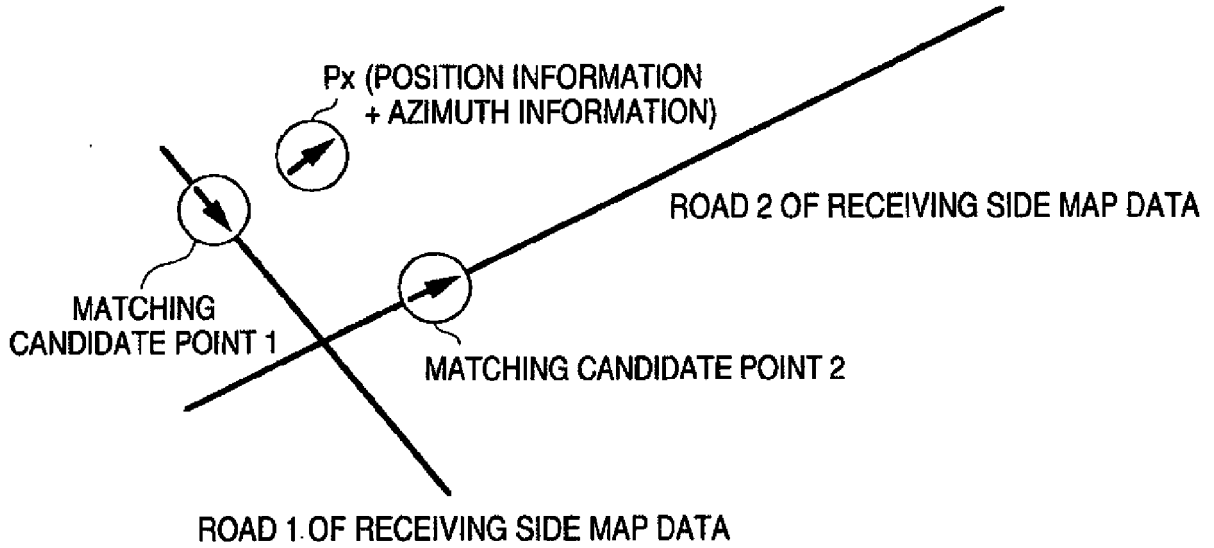 Px (POSITION INFORMATION
+ AZIMUTH INFORMATION)
ROAD 2 OF RECEIVING SIDE MAP DATA
MATCHING
CANDIDATE POINT 1
MATCHING CANDIDATE POINT 2
ROAD 1 OF RECEIVING SIDE MAP DATA